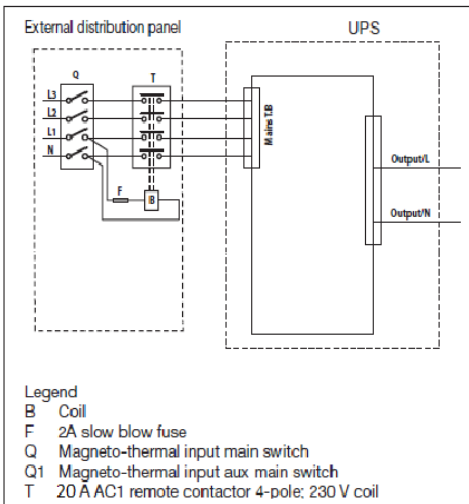 External distribution panel
UPS
Q
T
L3
L2
L1
N
Mains T.B
F
B
Output/L
Output/N
Legend
B Coil
F 2A slow blow fuse
Q Magneto-thermal input main switch
Q1 Magneto-thermal input aux main switch
T 20 A AC1 remote contactor 4-pole; 230 V coil